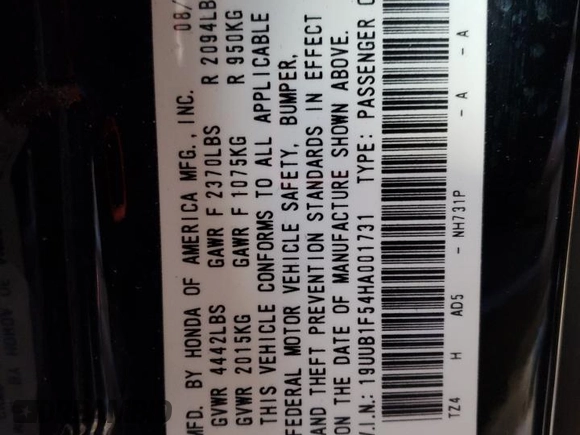 MFD. BY HONDA OF AMERICA MFG., INC. 08/
GVWR 4442LBS GAWR F 2370LBS R 2094LB
GVWR 2015KG GAWR F 1075KG R 950KG
THIS VEHICLE CONFORMS TO ALL APPLICABLE
FEDERAL MOTOR VEHICLE SAFETY, BUMPER,
AND THEFT PREVENTION STANDARDS IN EFFECT
ON THE DATE OF MANUFACTURE SHOWN ABOVE.
V.I.N.: 19UUB1F54HA001731 TYPE: PASSENGER C
TZ4 H AD5 - NH731P - A - A